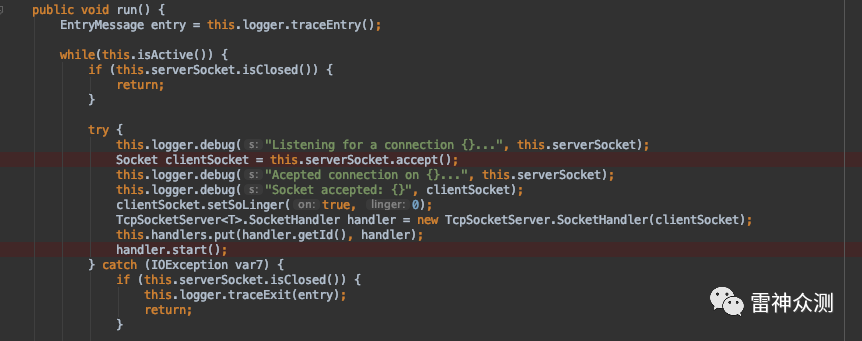 public void run() {
EntryMessage entry = this.logger.traceEntry();
while(this.isActive()) {
if (this.serverSocket.isClosed()) {
return;
}
try {
this.logger.debug( s: "Listening for a connection {}...", this.serverSocket);
Socket clientSocket = this.serverSocket.accept();
this.logger.debug( s: "Acepted connection on {}...", this.serverSocket);
this.logger.debug( s: "Socket accepted: {}", clientSocket);
clientSocket.setSoLinger( on: true, linger: 0);
TcpSocketServer<T>.SocketHandler handler = new TcpSocketServer.SocketHandler(clientSocket);
this.handlers.put(handler.getId(), handler);
handler.start();
} catch (IOException var7) {
if (this.serverSocket.isClosed()) {
this.logger.traceExit(entry);
return;
}
雷神众测